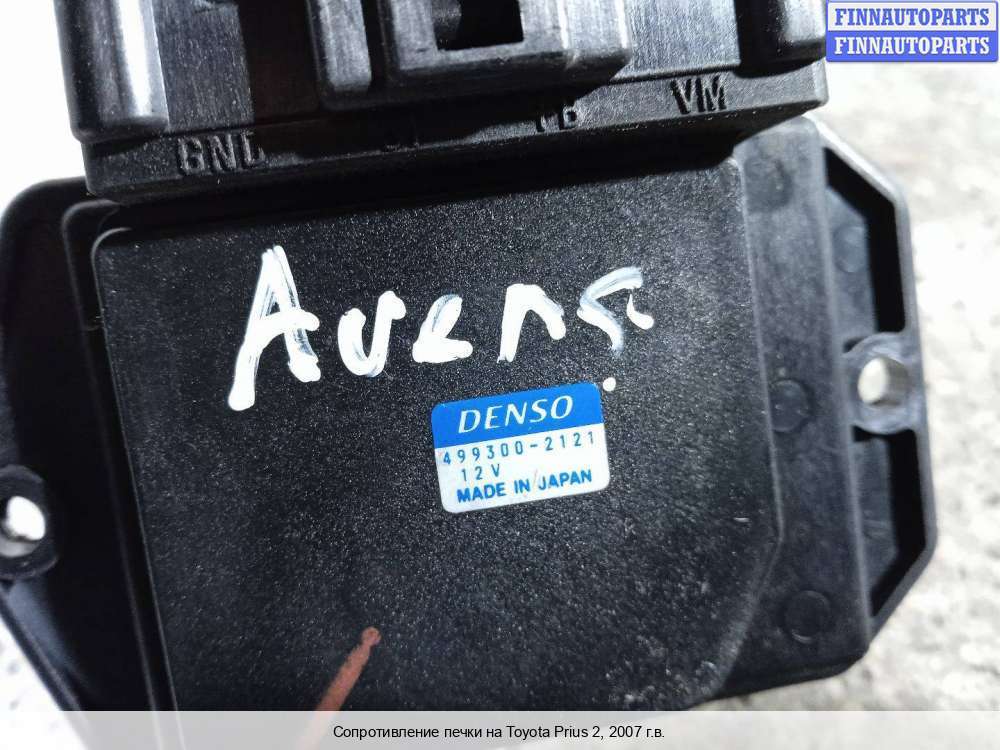 FINNAUTOPARTS
FINNAUTOPARTS
GND SI +B VM
Avens
DENSO
499300-2121
12V
MADE IN JAPAN
Сопротивление печки на Toyota Prius 2, 2007 г.в.